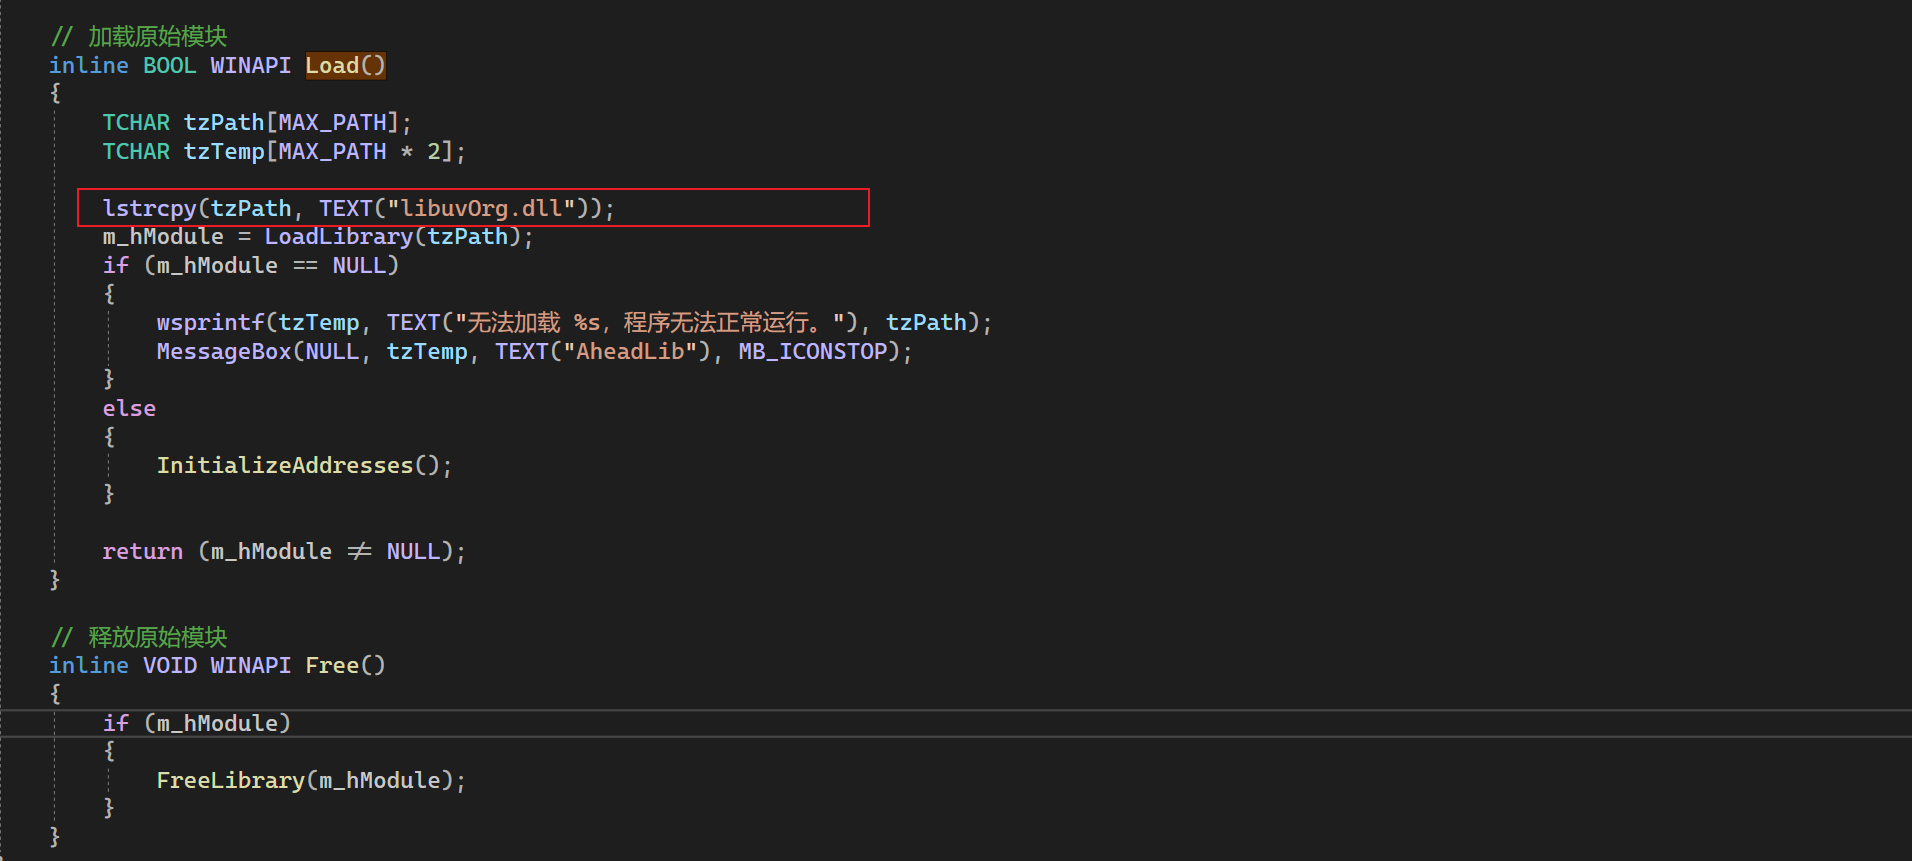 // 加载原始模块
inline BOOL WINAPI Load()
{
    TCHAR tzPath[MAX_PATH];
    TCHAR tzTemp[MAX_PATH * 2];
    lstrcpy(tzPath, TEXT("libuvOrg.dll"));
    m_hModule = LoadLibrary(tzPath);
    if (m_hModule == NULL)
    {
        wsprintf(tzTemp, TEXT("无法加载 %s，程序无法正常运行。"), tzPath);
        MessageBox(NULL, tzTemp, TEXT("AheadLib"), MB_ICONSTOP);
    }
    else
    {
        InitializeAddresses();
    }
    return (m_hModule != NULL);
}
// 释放原始模块
inline VOID WINAPI Free()
{
    if (m_hModule)
    {
        FreeLibrary(m_hModule);
    }
}